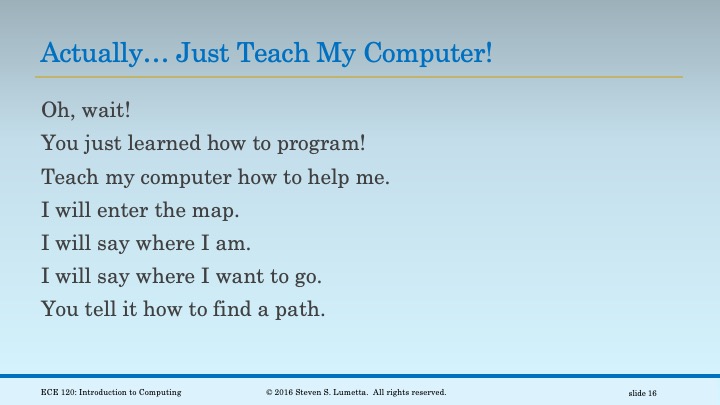 Actually… Just Teach My Computer!
Oh, wait!
You just learned how to program!
Teach my computer how to help me.
I will enter the map.
I will say where I am.
I will say where I want to go.
You tell it how to find a path.
ECE 120: Introduction to Computing
© 2016 Steven S. Lumetta.  All rights reserved.
slide 16